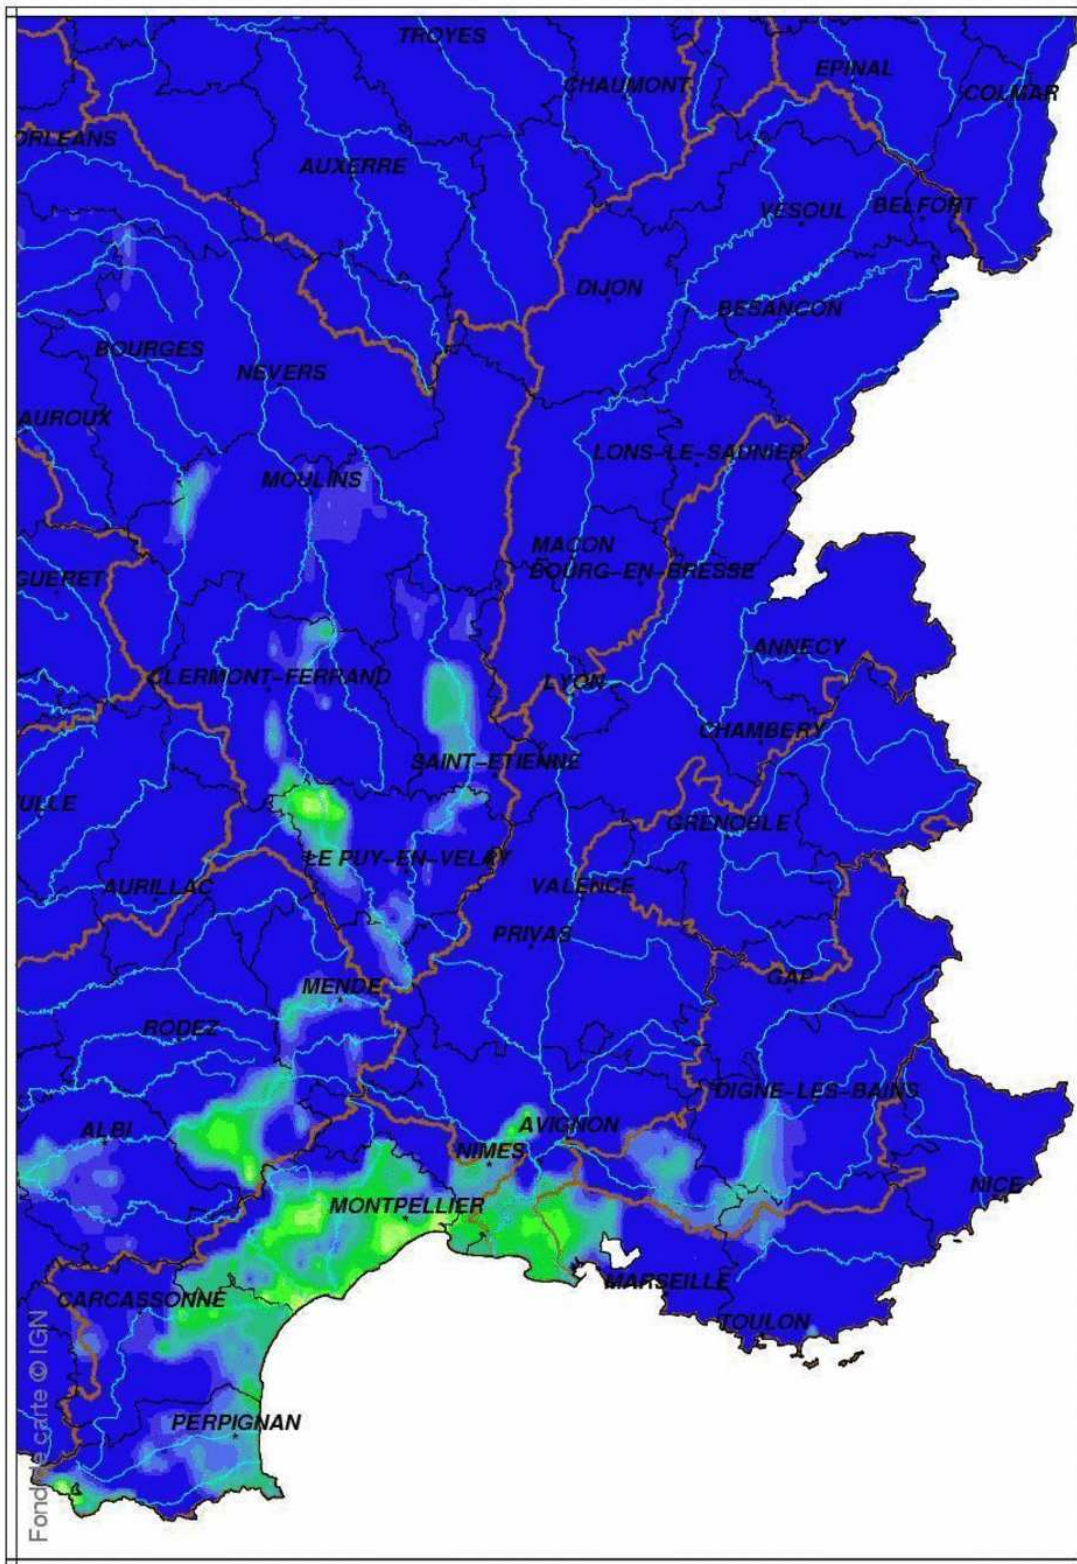 TROYES
EPINAL
CHAUMONT
COLMAR
ORLEANS
AUXERRE
VESOUL
BELFORT
DIJON
BESANCON
BOURGES
NEVERS
AUROUX
LONS-LE-SAUNIER
MOULINS
MACON
BOURG-EN-BRESSE
GUERET
ANNECY
CLERMONT-FERRAND
LYON
CHAMBERY
SAINT-ETIENNE
TULLE
GRENOBLE
LE PUY-EN-VELAY
AURILLAC
VALENCE
PRIVAS
GAP
MENDE
RODEZ
DIGNE-LES-BAINS
ALBI
AVIGNON
NIMES
NICE
MONTPELLIER
MARSEILLE
CARCASSONNE
TOULON
PERPIGNAN
Fond de carte © IGN